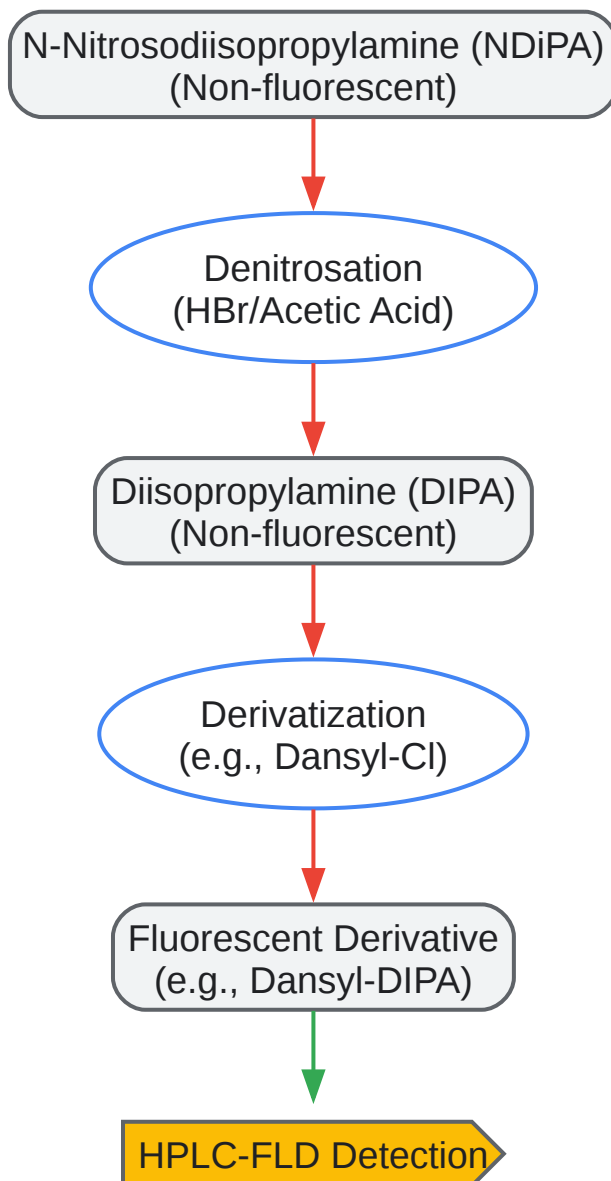 N-Nitrosodiisopropylamine (NDiPA)
(Non-fluorescent)
Denitrosation
(HBr/Acetic Acid)
Diisopropylamine (DIPA)
(Non-fluorescent)
Derivatization
(e.g., Dansyl-Cl)
Fluorescent Derivative
(e.g., Dansyl-DIPA)
HPLC-FLD Detection